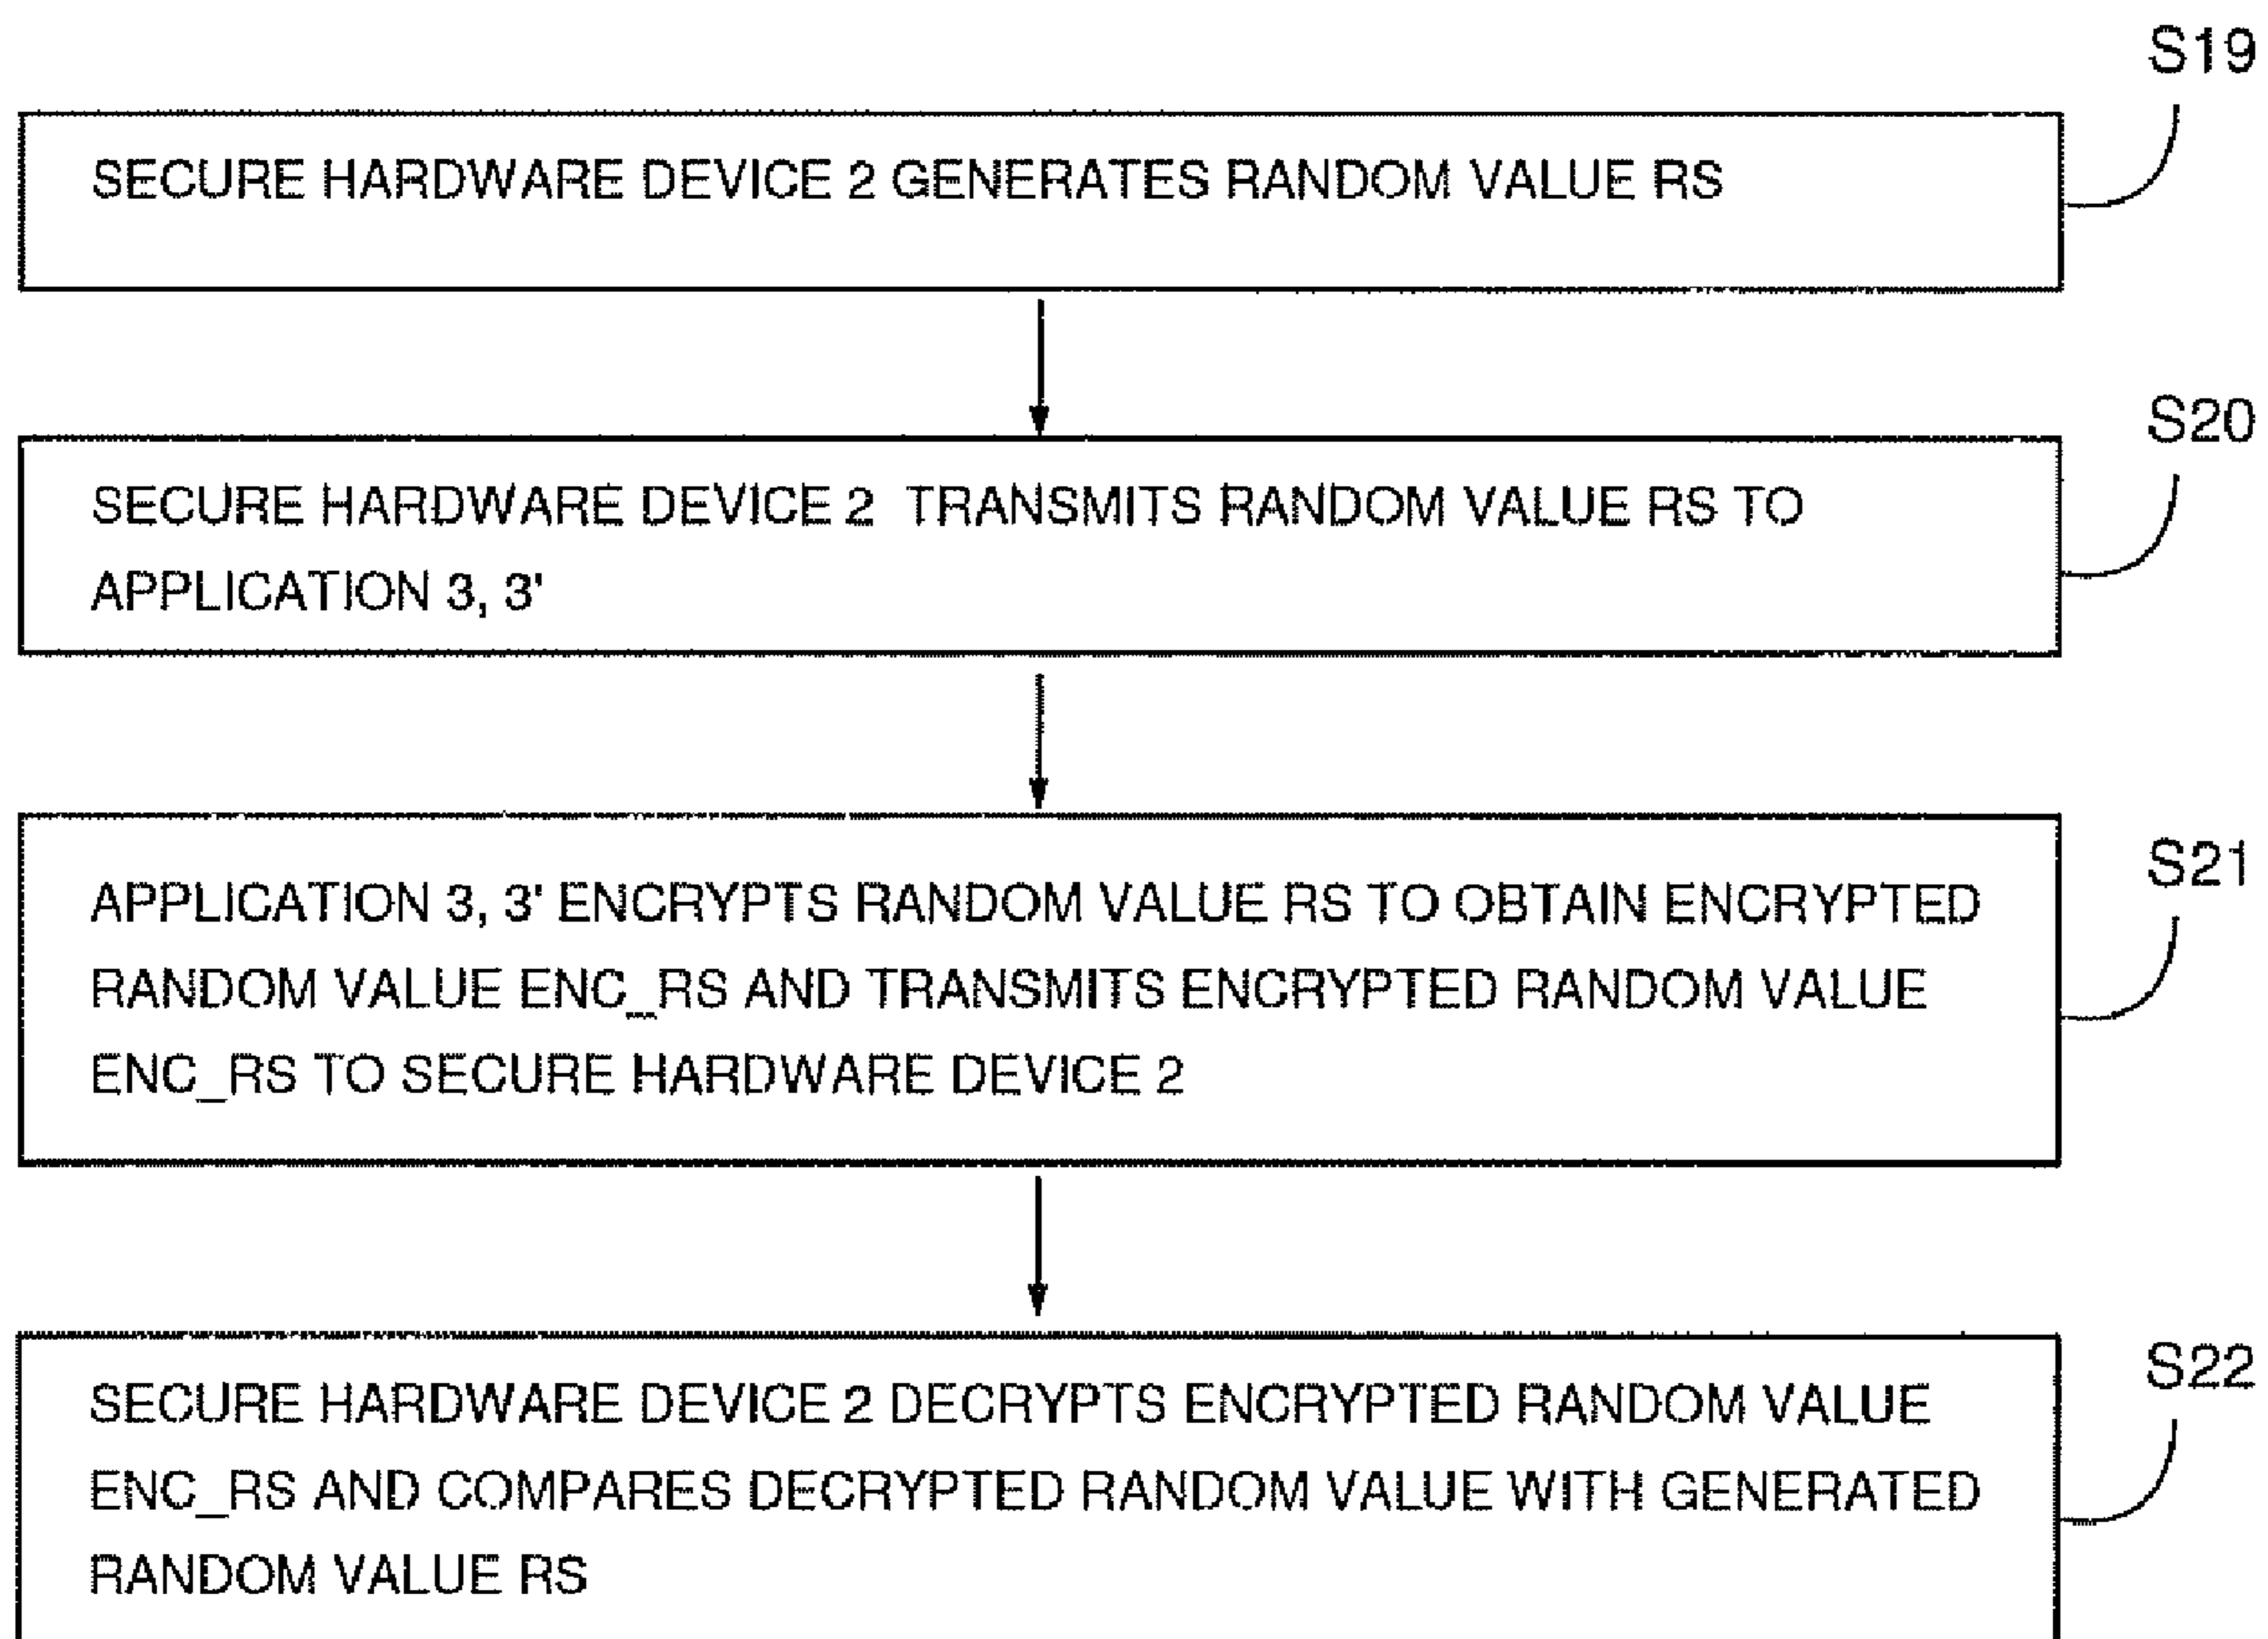 S19
SECURE HARDWARE DEVICE 2 GENERATES RANDOM VALUE RS
S20
SECURE HARDWARE DEVICE 2 TRANSMITS RANDOM VALUE RS TO
APPLICATION 3, 3'
S21
APPLICATION 3, 3' ENCRYPTS RANDOM VALUE RS TO OBTAIN ENCRYPTED
RANDOM VALUE ENC_RS AND TRANSMITS ENCRYPTED RANDOM VALUE
ENC_RS TO SECURE HARDWARE DEVICE 2
S22
SECURE HARDWARE DEVICE 2 DECRYPTS ENCRYPTED RANDOM VALUE
ENC_RS AND COMPARES DECRYPTED RANDOM VALUE WITH GENERATED
RANDOM VALUE RS